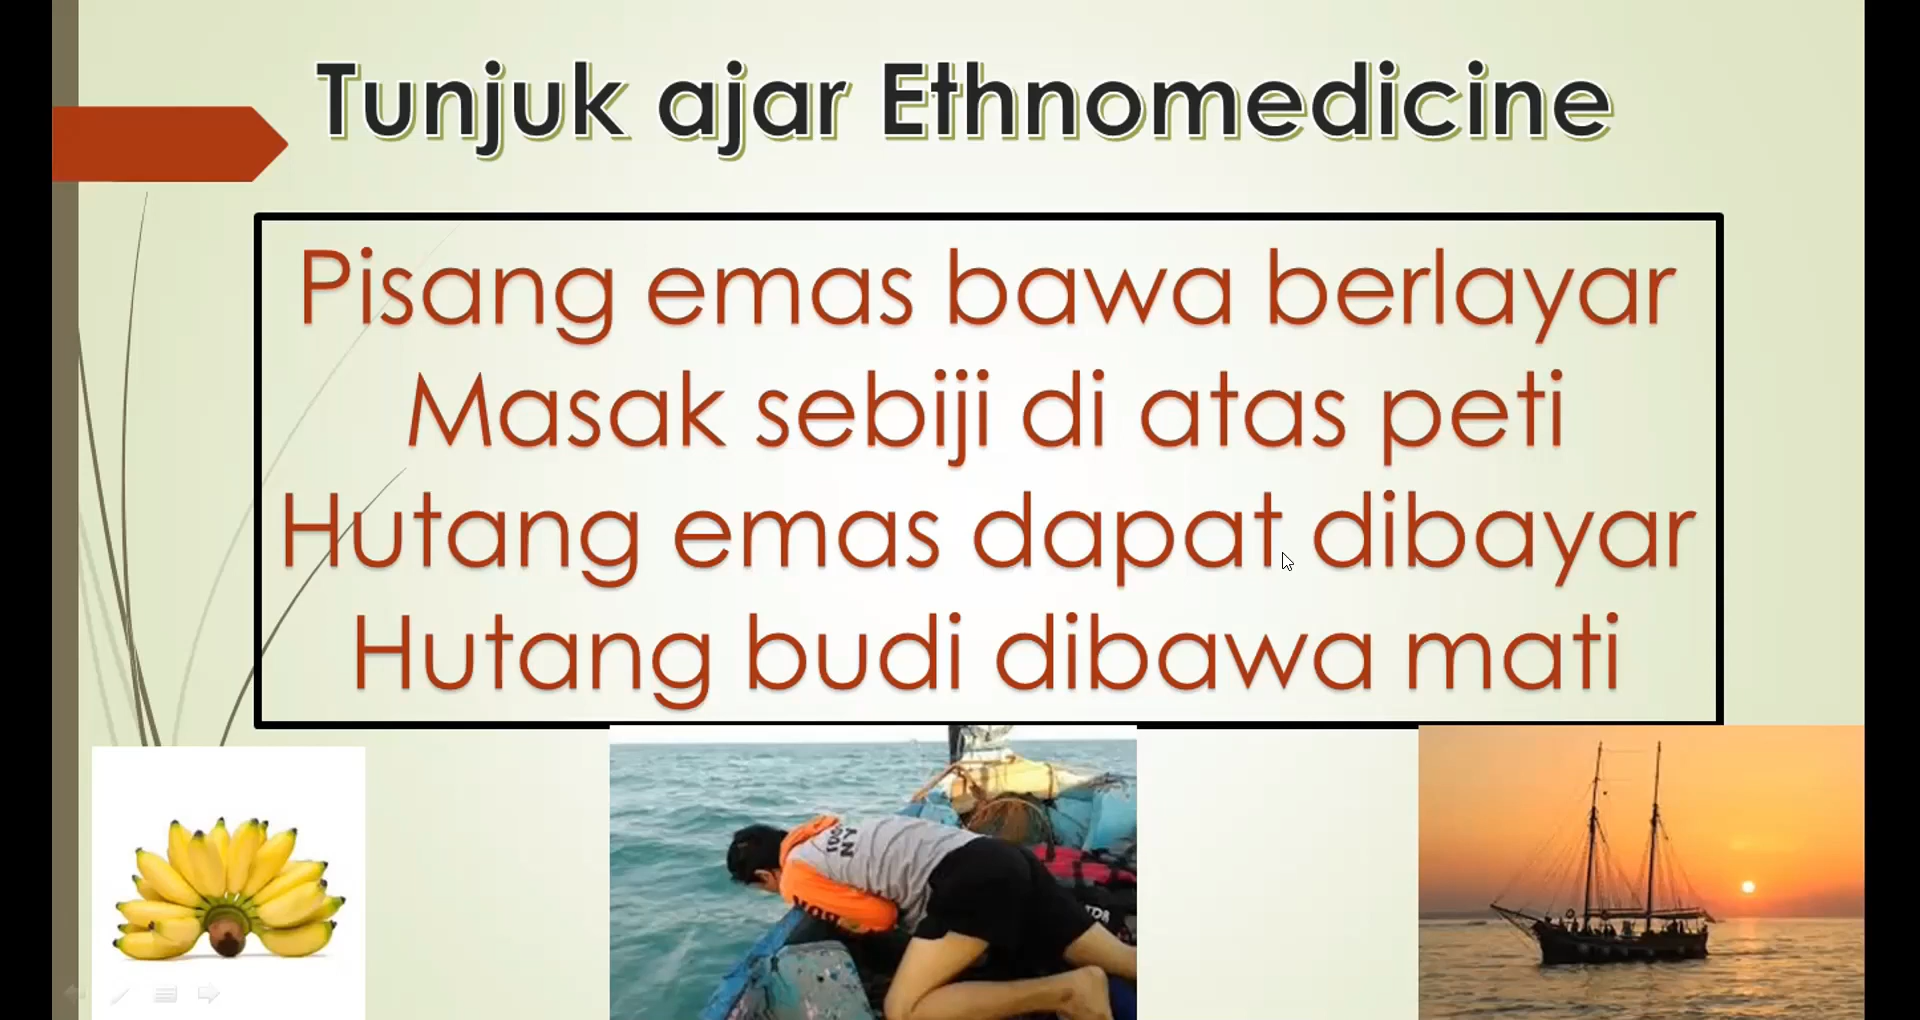 Tunjuk ajar Ethnomedicine
Pisang emas bawa berlayar
Masak sebiji di atas peti
Hutang emas dapat dibayar
Hutang budi dibawa mati